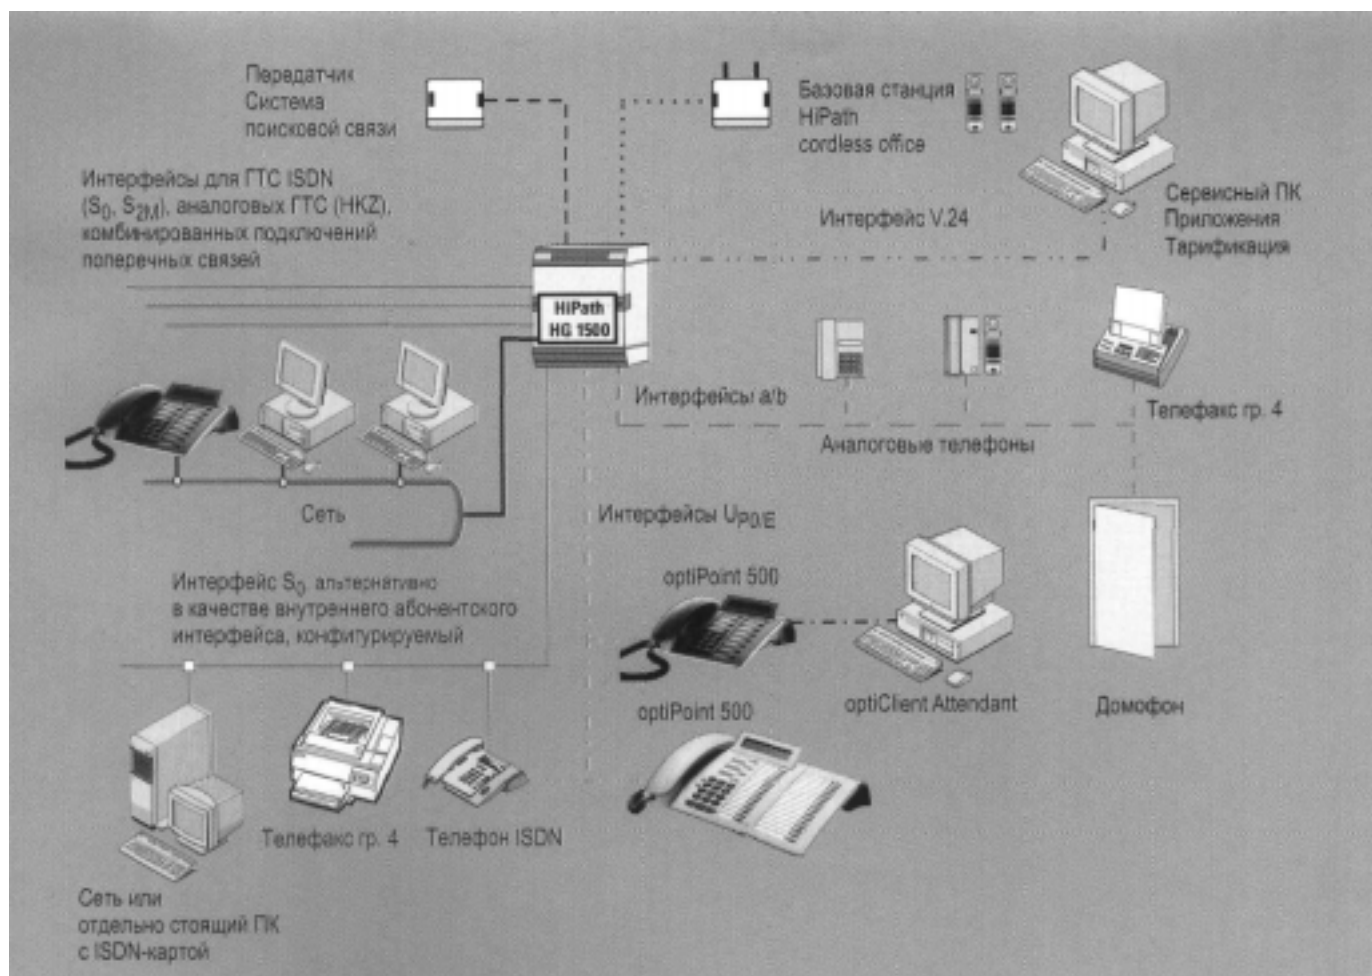 Передатчик
Система
поисковой связи
Базовая станция
HiPath
cordless office
Интерфейсы для ГТС ISDN
(S0, S2M), аналоговых ГТС (HKZ),
комбинированных подключений
поперечных связей
Интерфейс V.24
Сервисный ПК
Приложения
Тарификация
HiPath
HG 1500
Интерфейсы a/b
Телефакс гр. 4
Аналоговые телефоны
Сеть
Интерфейсы UP0/E
Интерфейс S0 альтернативно
в качестве внутреннего абонентского
интерфейса, конфигурируемый
optiPoint 500
optiClient Attendant
Домофон
optiPoint 500
Телефакс гр. 4
Телефон ISDN
Сеть или
отдельно стоящий ПК
с ISDN-картой